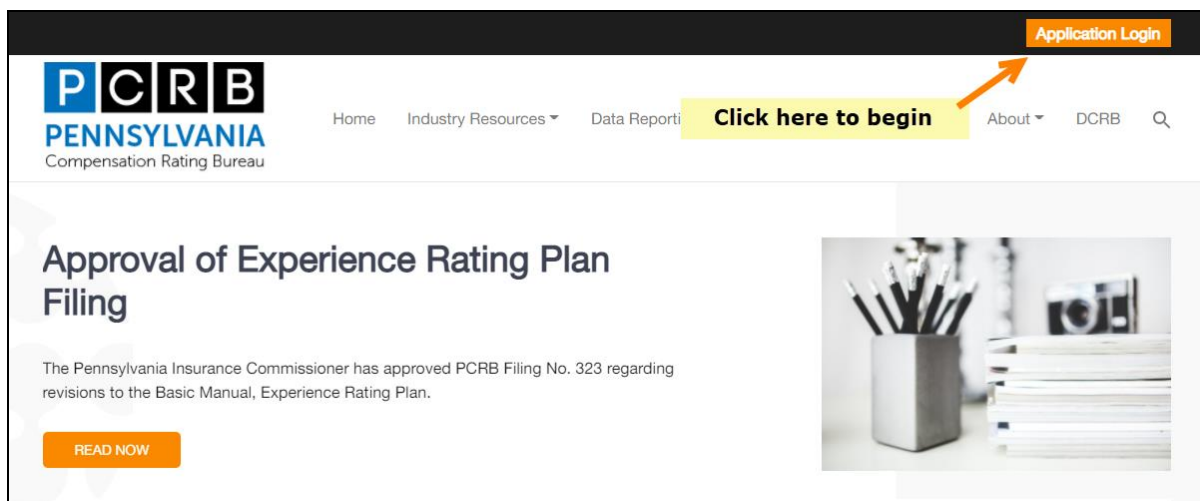 Application Login
PCRB
PENNSYLVANIA
Compensation Rating Bureau
Home Industry Resources Data Reporti Click here to begin About DCRB
Approval of Experience Rating Plan
Filing
The Pennsylvania Insurance Commissioner has approved PCRB Filing No. 323 regarding
revisions to the Basic Manual, Experience Rating Plan.
READ NOW